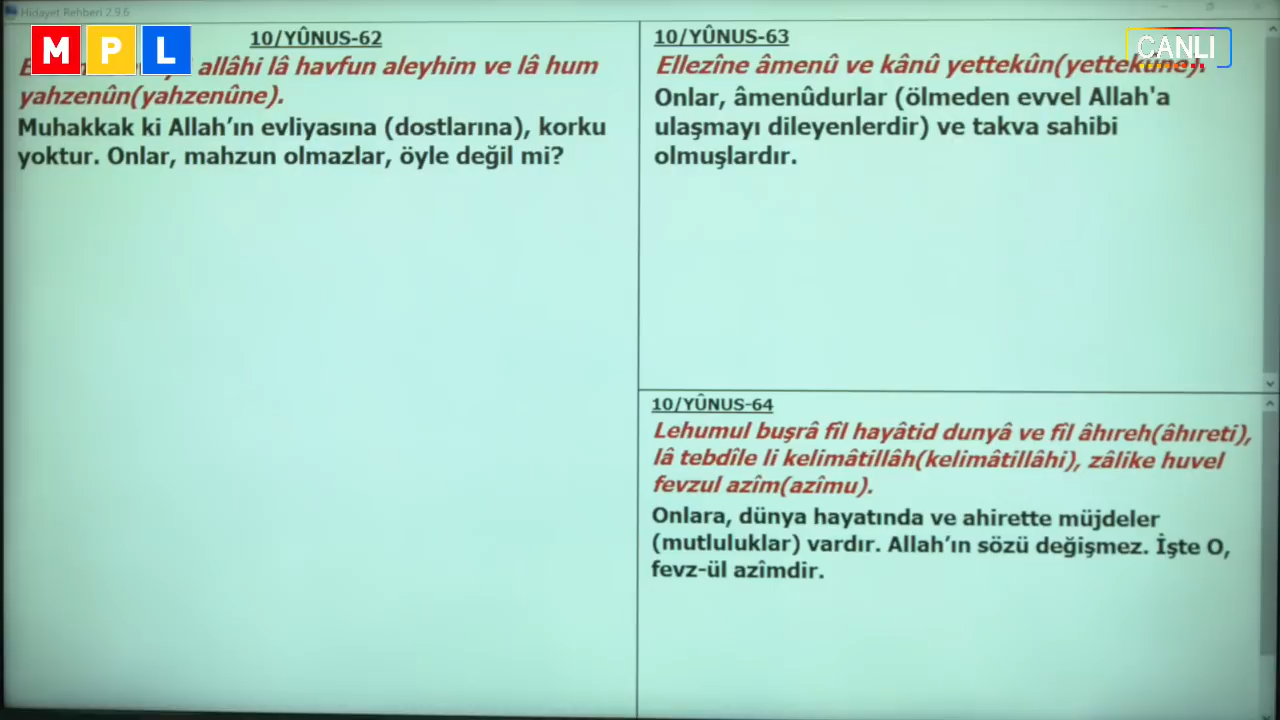 Hidayet Rehberi 2.9.6
MPL
CANLI
10/YÛNUS-62
allâhi lâ havfun aleyhim ve lâ hum
yahzenûn(yahzenûne).
Muhakkak ki Allah’ın evliyasına (dostlarına), korku
yoktur. Onlar, mahzun olmazlar, öyle değil mi?
10/YÛNUS-63
Ellezîne âmenû ve kânû yettekûn(yettekûne).
Onlar, âmenûdurlar (ölmeden evvel Allah'a
ulaşmayı dileyenlerdir) ve takva sahibi
olmuşlardır.
10/YÛNUS-64
Lehumul buşrâ fîl hayâtid dunyâ ve fîl âhıreh(âhıreti),
lâ tebdîle li kelimâtillâh(kelimâtillâhi), zâlike huvel
fevzul azîm(azîmu).
Onlara, dünya hayatında ve ahirette müjdeler
(mutluluklar) vardır. Allah’ın sözü değişmez. İşte O,
fevz-ül azîmdir.